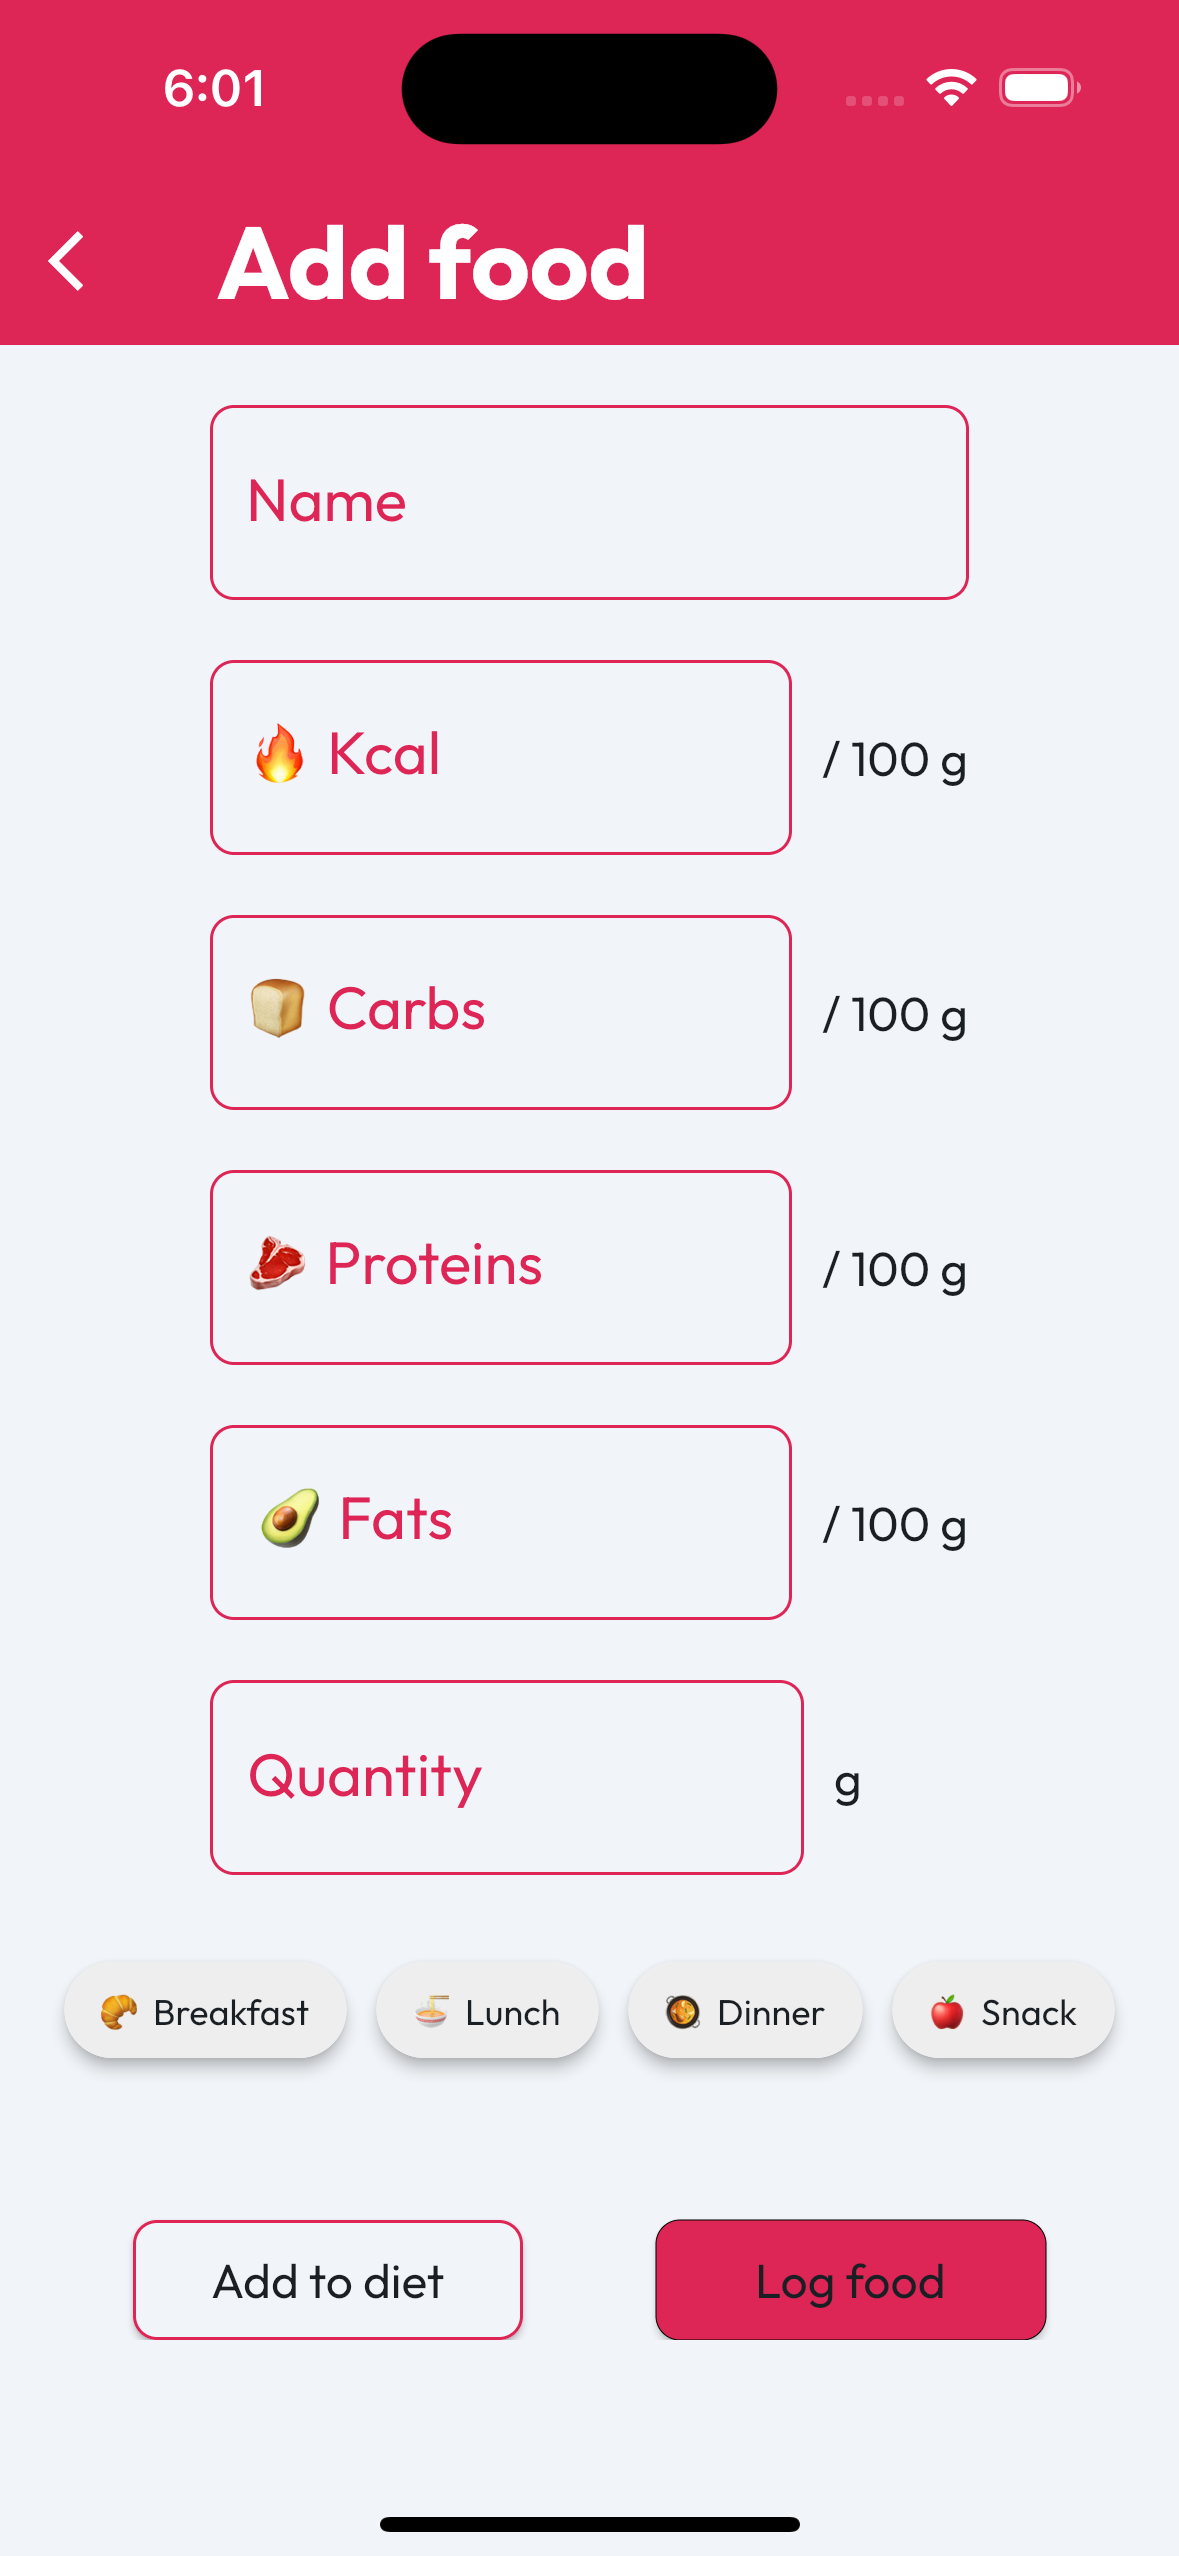 6:01
Add food
Name
🔥 Kcal / 100 g
🍞 Carbs / 100 g
🥩 Proteins / 100 g
🥑 Fats / 100 g
Quantity g
🥐 Breakfast 🍜 Lunch 🥘 Dinner 🍎 Snack
Add to diet Log food